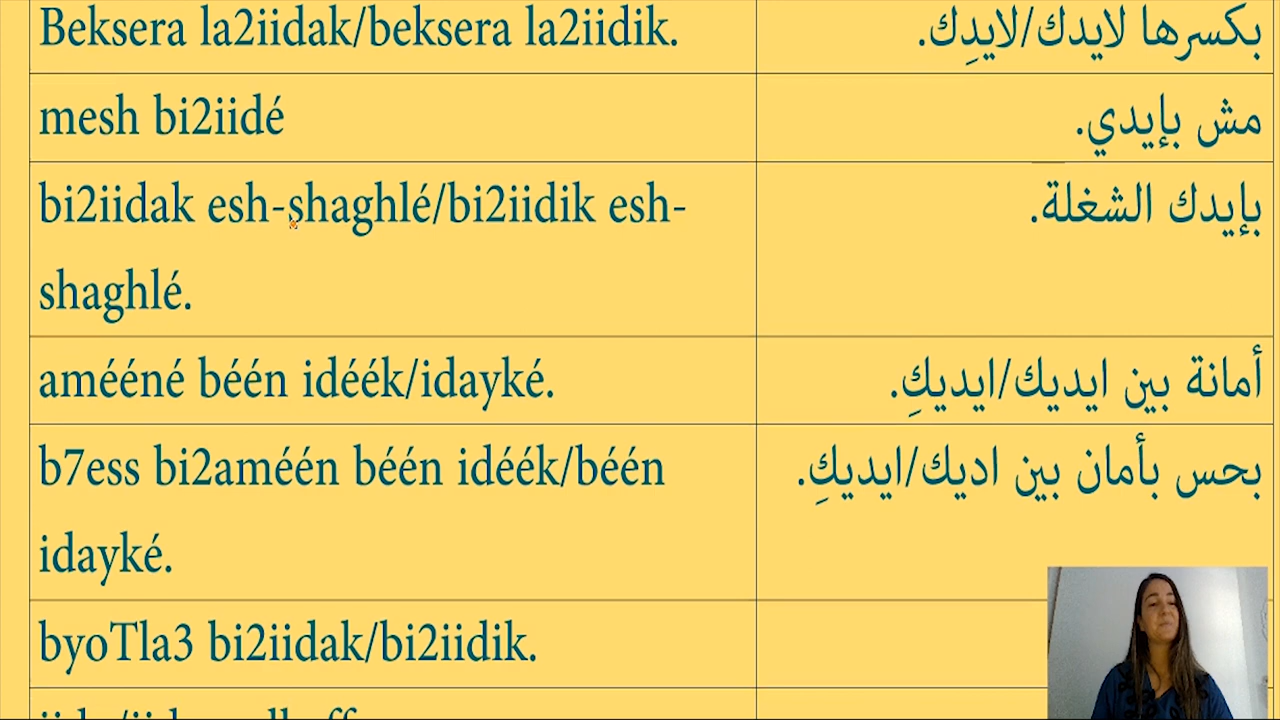 Beksera la2iidak/beksera la2iidik.
بكسرها لايدك/لايدِك.
mesh bi2iidé
مش بإيدي.
bi2iidak esh-shaghlé/bi2iidik esh-
shaghlé.
بإيدك الشغلة.
amééné béén idéék/idayké.
أمانة بين ايديك/ايديكِ.
b7ess bi2améén béén idéék/béén
idayké.
بحس بأمان بين اديك/ايديكِ.
byoTla3 bi2iidak/bi2iidik.